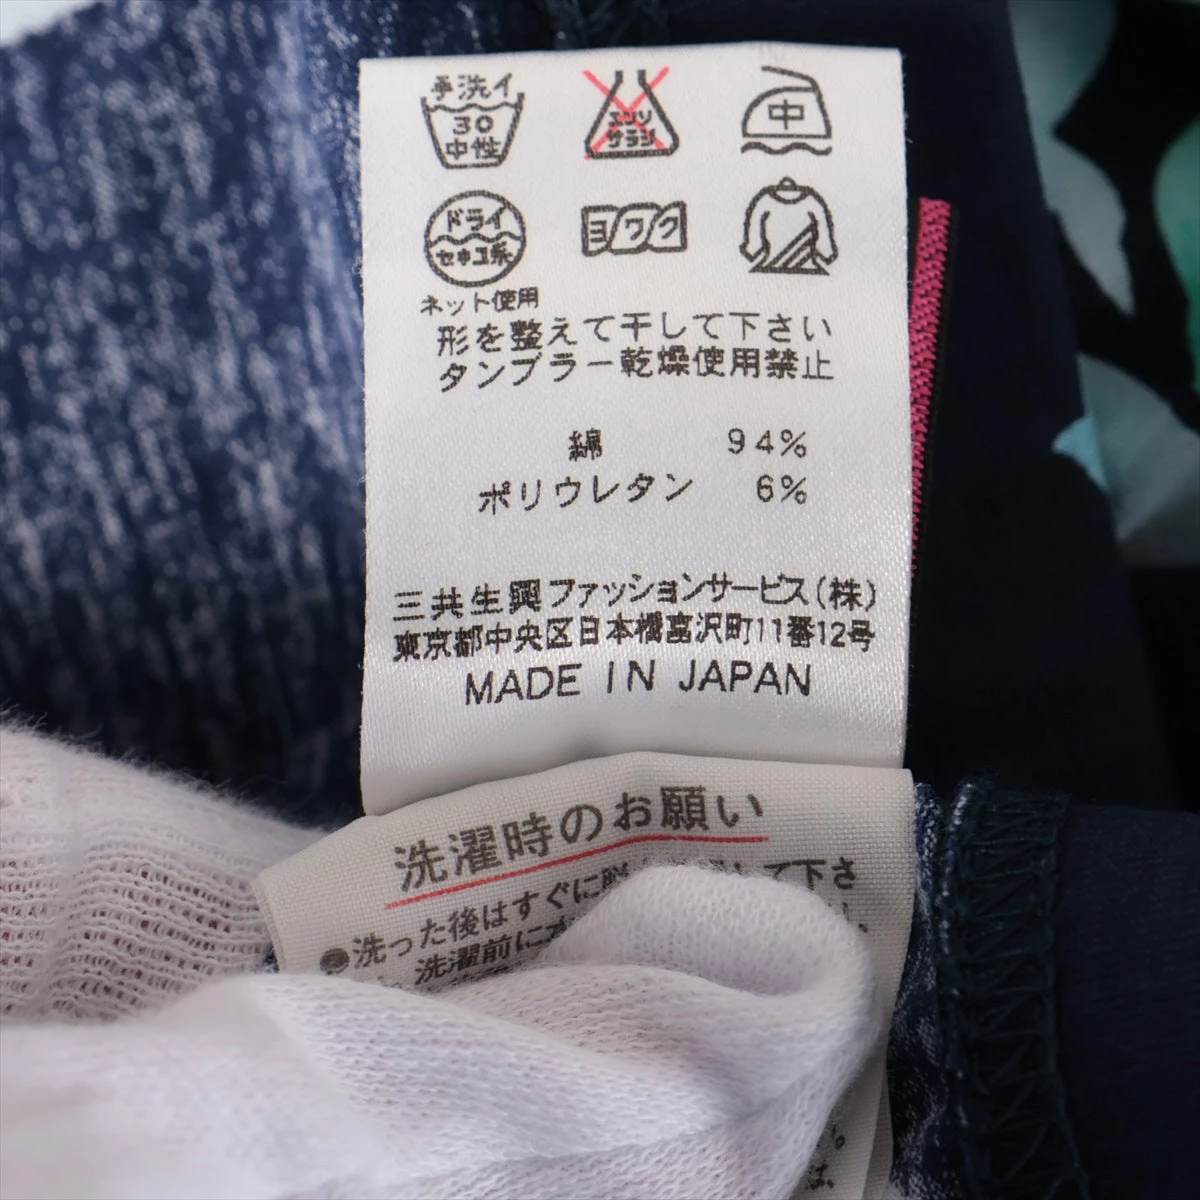 手洗イ
30
中性
エンソ
サラシ
中
ドライ
セキユ系
ヨワク
ネット使用
形を整えて干して下さい
タンブラー乾燥使用禁止
綿 94%
ポリウレタン 6%
三共生興ファッションサービス(株)
東京都中央区日本橋富沢町11番12号
MADE IN JAPAN
洗濯時のお願い
●洗った後はすぐに して下さ
洗濯前に